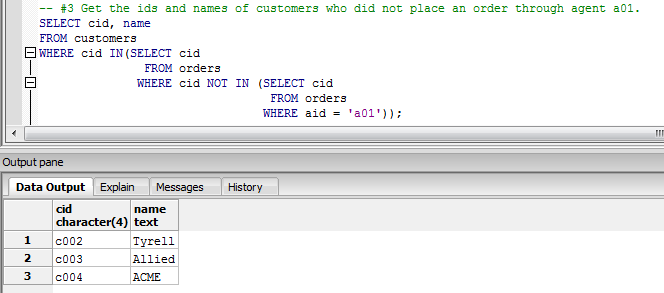 -- #3 Get the ids and names of customers who did not place an order through agent a01.
SELECT cid, name
FROM customers
WHERE cid IN(SELECT cid
FROM orders
WHERE cid NOT IN (SELECT cid
FROM orders
WHERE aid = 'a01'));
Output pane
Data Output Explain Messages History
cid name
character(4) text
1 c002 Tyrell
2 c003 Allied
3 c004 ACME